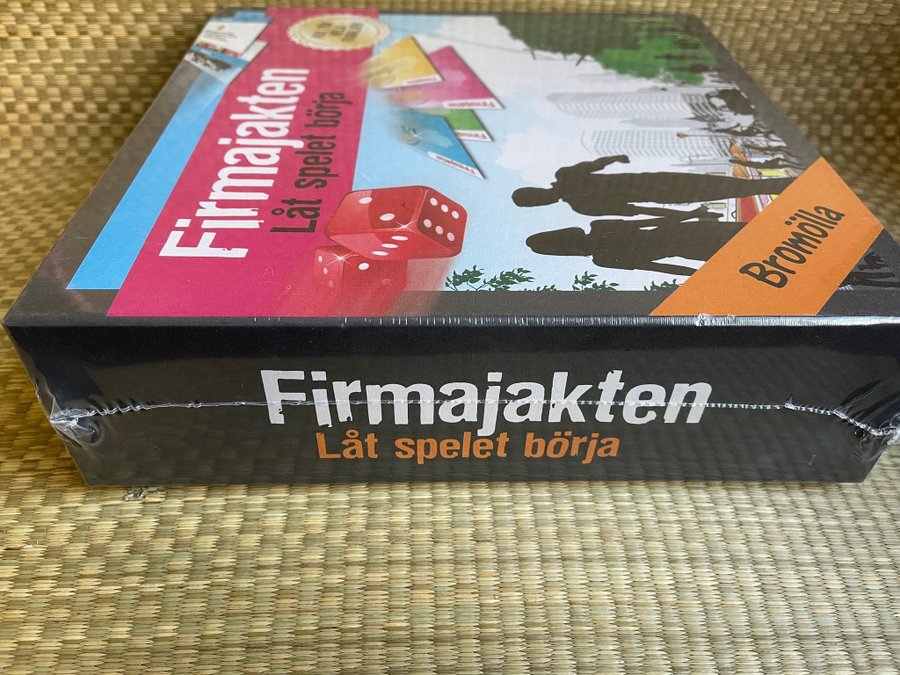 Firmajakten
Låt spelet börja
Bromölla
Firmajakten
Låt spelet börja